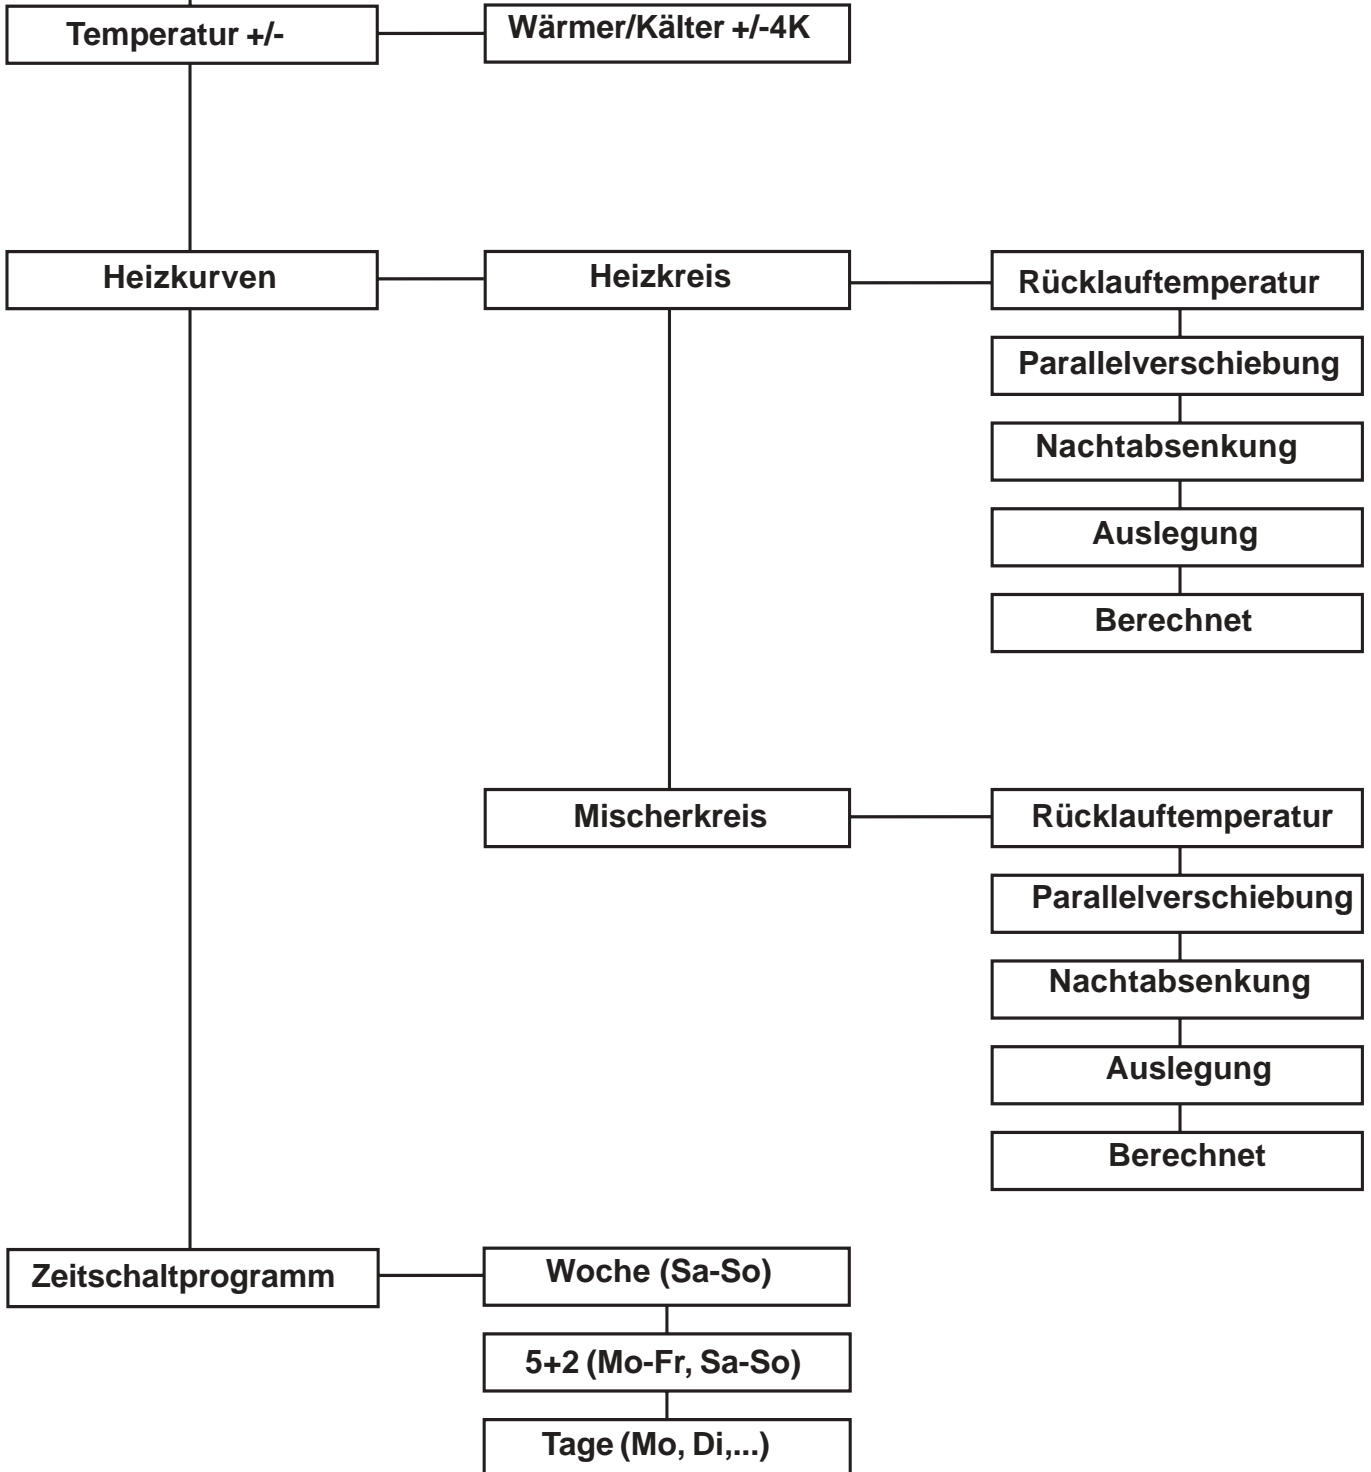 Temperatur +/-
Wärmer/Kälter +/-4K
Heizkurven
Heizkreis
Rücklauftemperatur
Parallelverschiebung
Nachtabsenkung
Auslegung
Berechnet
Mischerkreis
Rücklauftemperatur
Parallelverschiebung
Nachtabsenkung
Auslegung
Berechnet
Zeitschaltprogramm
Woche (Sa-So)
5+2 (Mo-Fr, Sa-So)
Tage (Mo, Di,...)